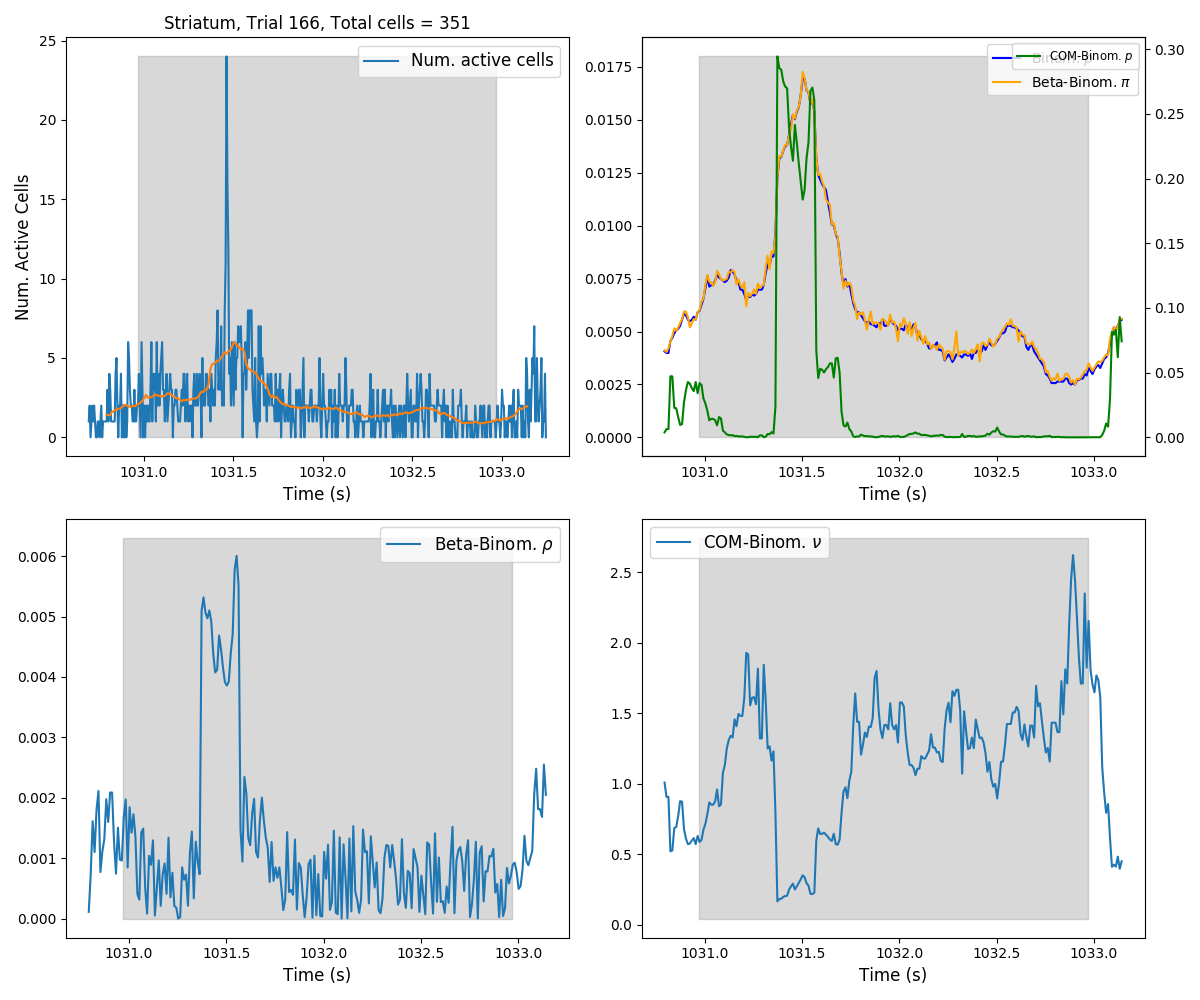 Striatum, Trial 166, Total cells = 351
Num. active cells
Num. Active Cells
25
20
15
10
5
0
1031.0 1031.5 1032.0 1032.5 1033.0
Time (s)
COM-Binom. p
Beta-Binom. π
0.0175
0.0150
0.0125
0.0100
0.0075
0.0050
0.0025
0.0000
0.30
0.25
0.20
0.15
0.10
0.05
0.00
1031.0 1031.5 1032.0 1032.5 1033.0
Time (s)
Beta-Binom. ρ
0.006
0.005
0.004
0.003
0.002
0.001
0.000
1031.0 1031.5 1032.0 1032.5 1033.0
Time (s)
COM-Binom. ν
2.5
2.0
1.5
1.0
0.5
0.0
1031.0 1031.5 1032.0 1032.5 1033.0
Time (s)